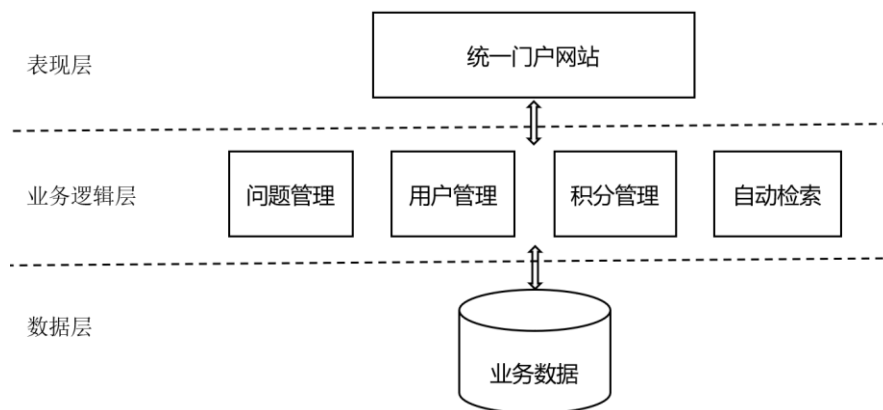 表现层
统一门户网站
业务逻辑层
问题管理
用户管理
积分管理
自动检索
数据层
业务数据